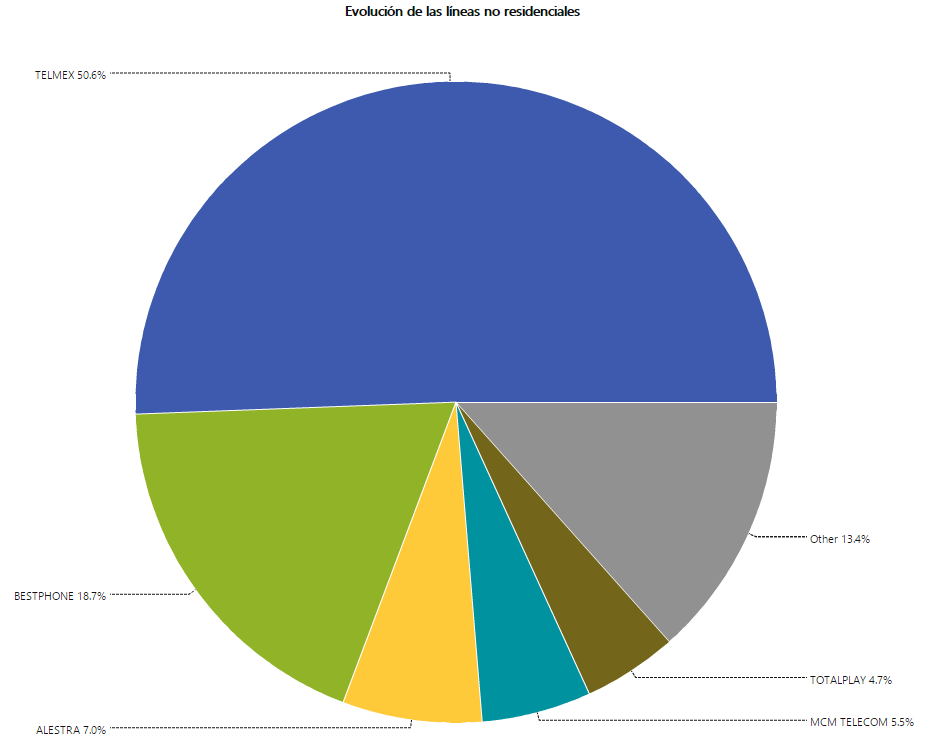 Evolución de las líneas no residenciales
TELMEX 50.6%
Other 13.4%
BESTPHONE 18.7%
TOTALPLAY 4.7%
MCM TELECOM 5.5%
ALESTRA 7.0%